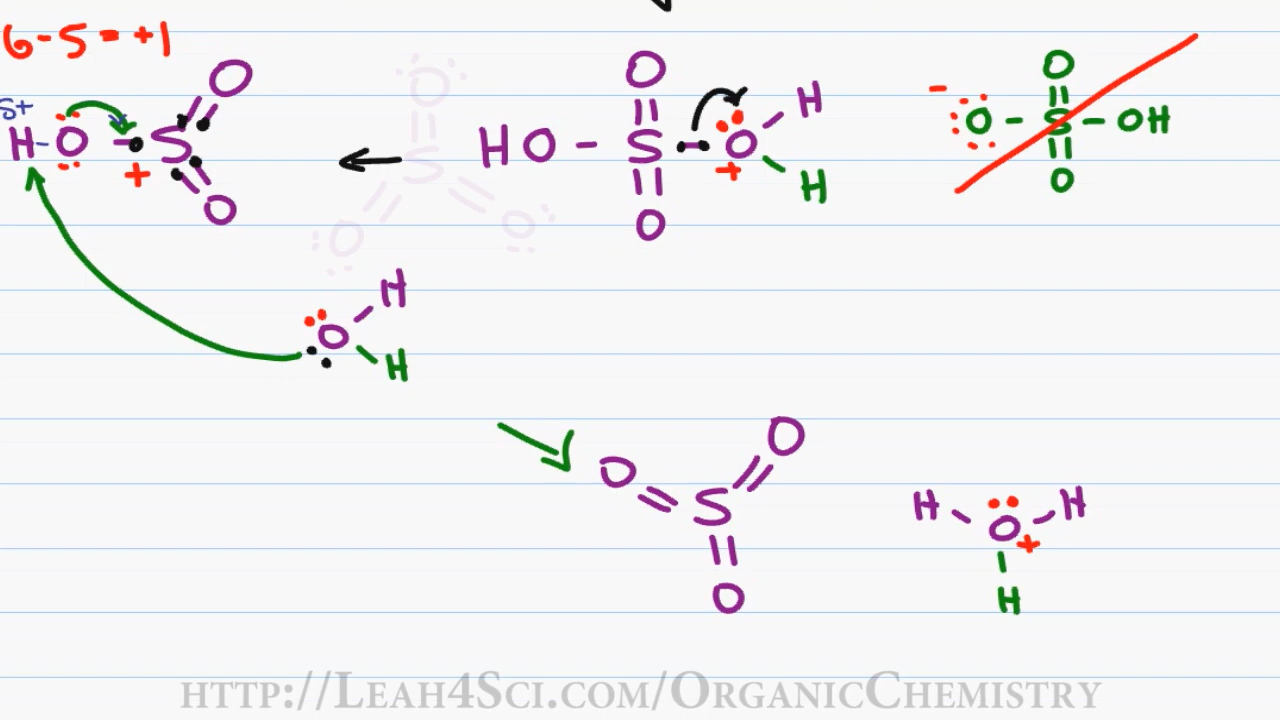 6-5=+1
O O O O
S+ H O S O H
H-O-S HO-S-O O-S-OH
+ + H
O O O
H
O
H
O O
S H O H
+
O H
HTTP://LEAH4SCI.COM/ORGANICCHEMISTRY